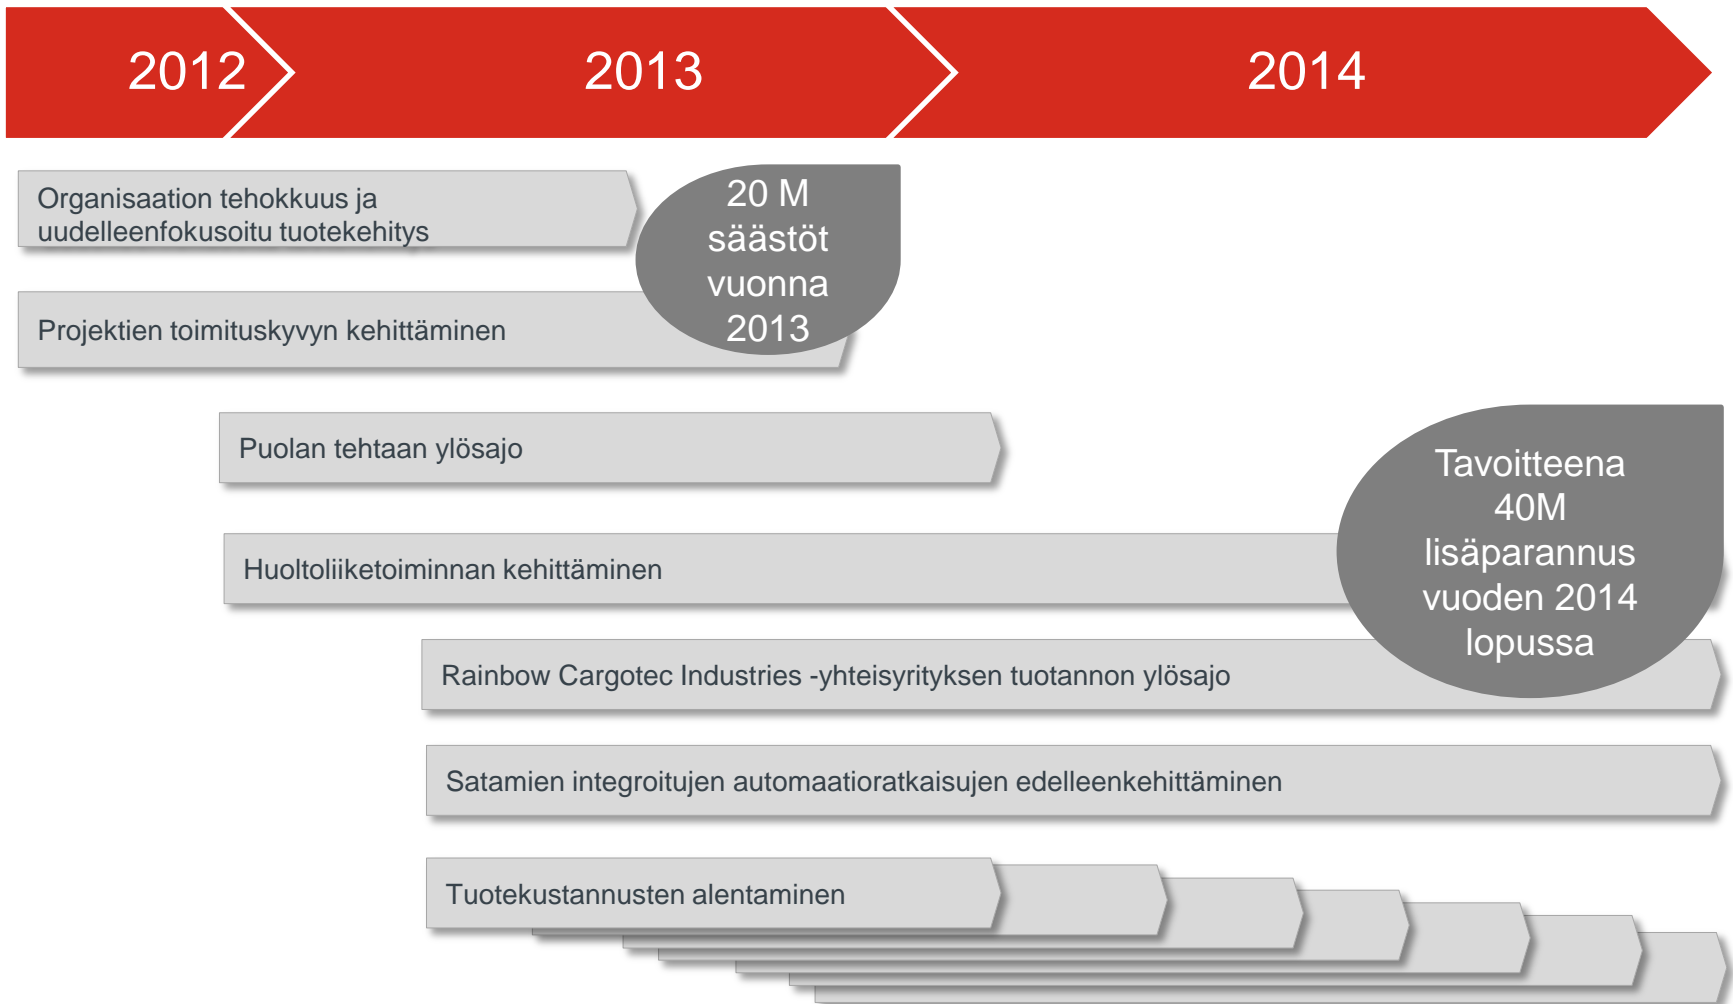 2012
2013
2014
Organisaation tehokkuus ja
uudelleenfokusoitu tuotekehitys
20 M
säästöt
vuonna
2013
Projektien toimituskyvyn kehittäminen
Puolan tehtaan ylösajo
Tavoitteena
40M
lisäparannus
vuoden 2014
lopussa
Huoltoliiketoiminnan kehittäminen
Rainbow Cargotec Industries -yhteisyrityksen tuotannon ylösajo
Satamien integroitujen automaatioratkaisujen edelleenkehittäminen
Tuotekustannusten alentaminen